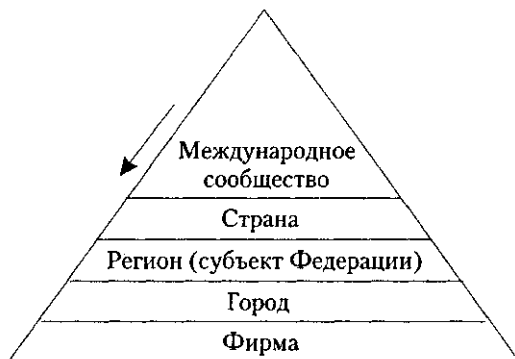 Международное
сообщество
Страна
Регион (субъект Федерации)
Город
Фирма